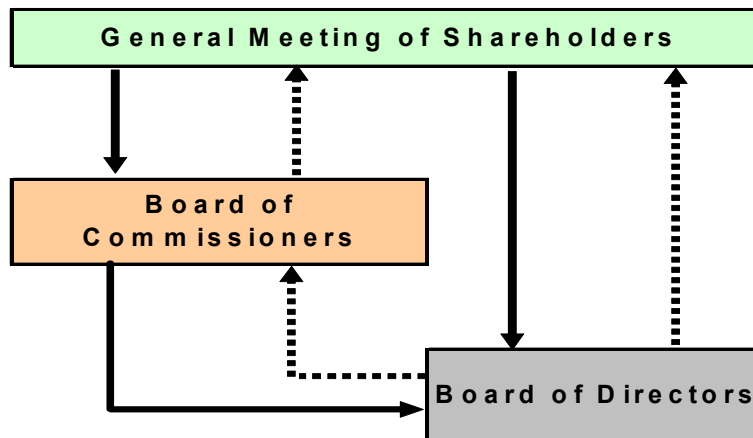 General Meeting of Shareholders
Board of
Commissioners
Board of Directors